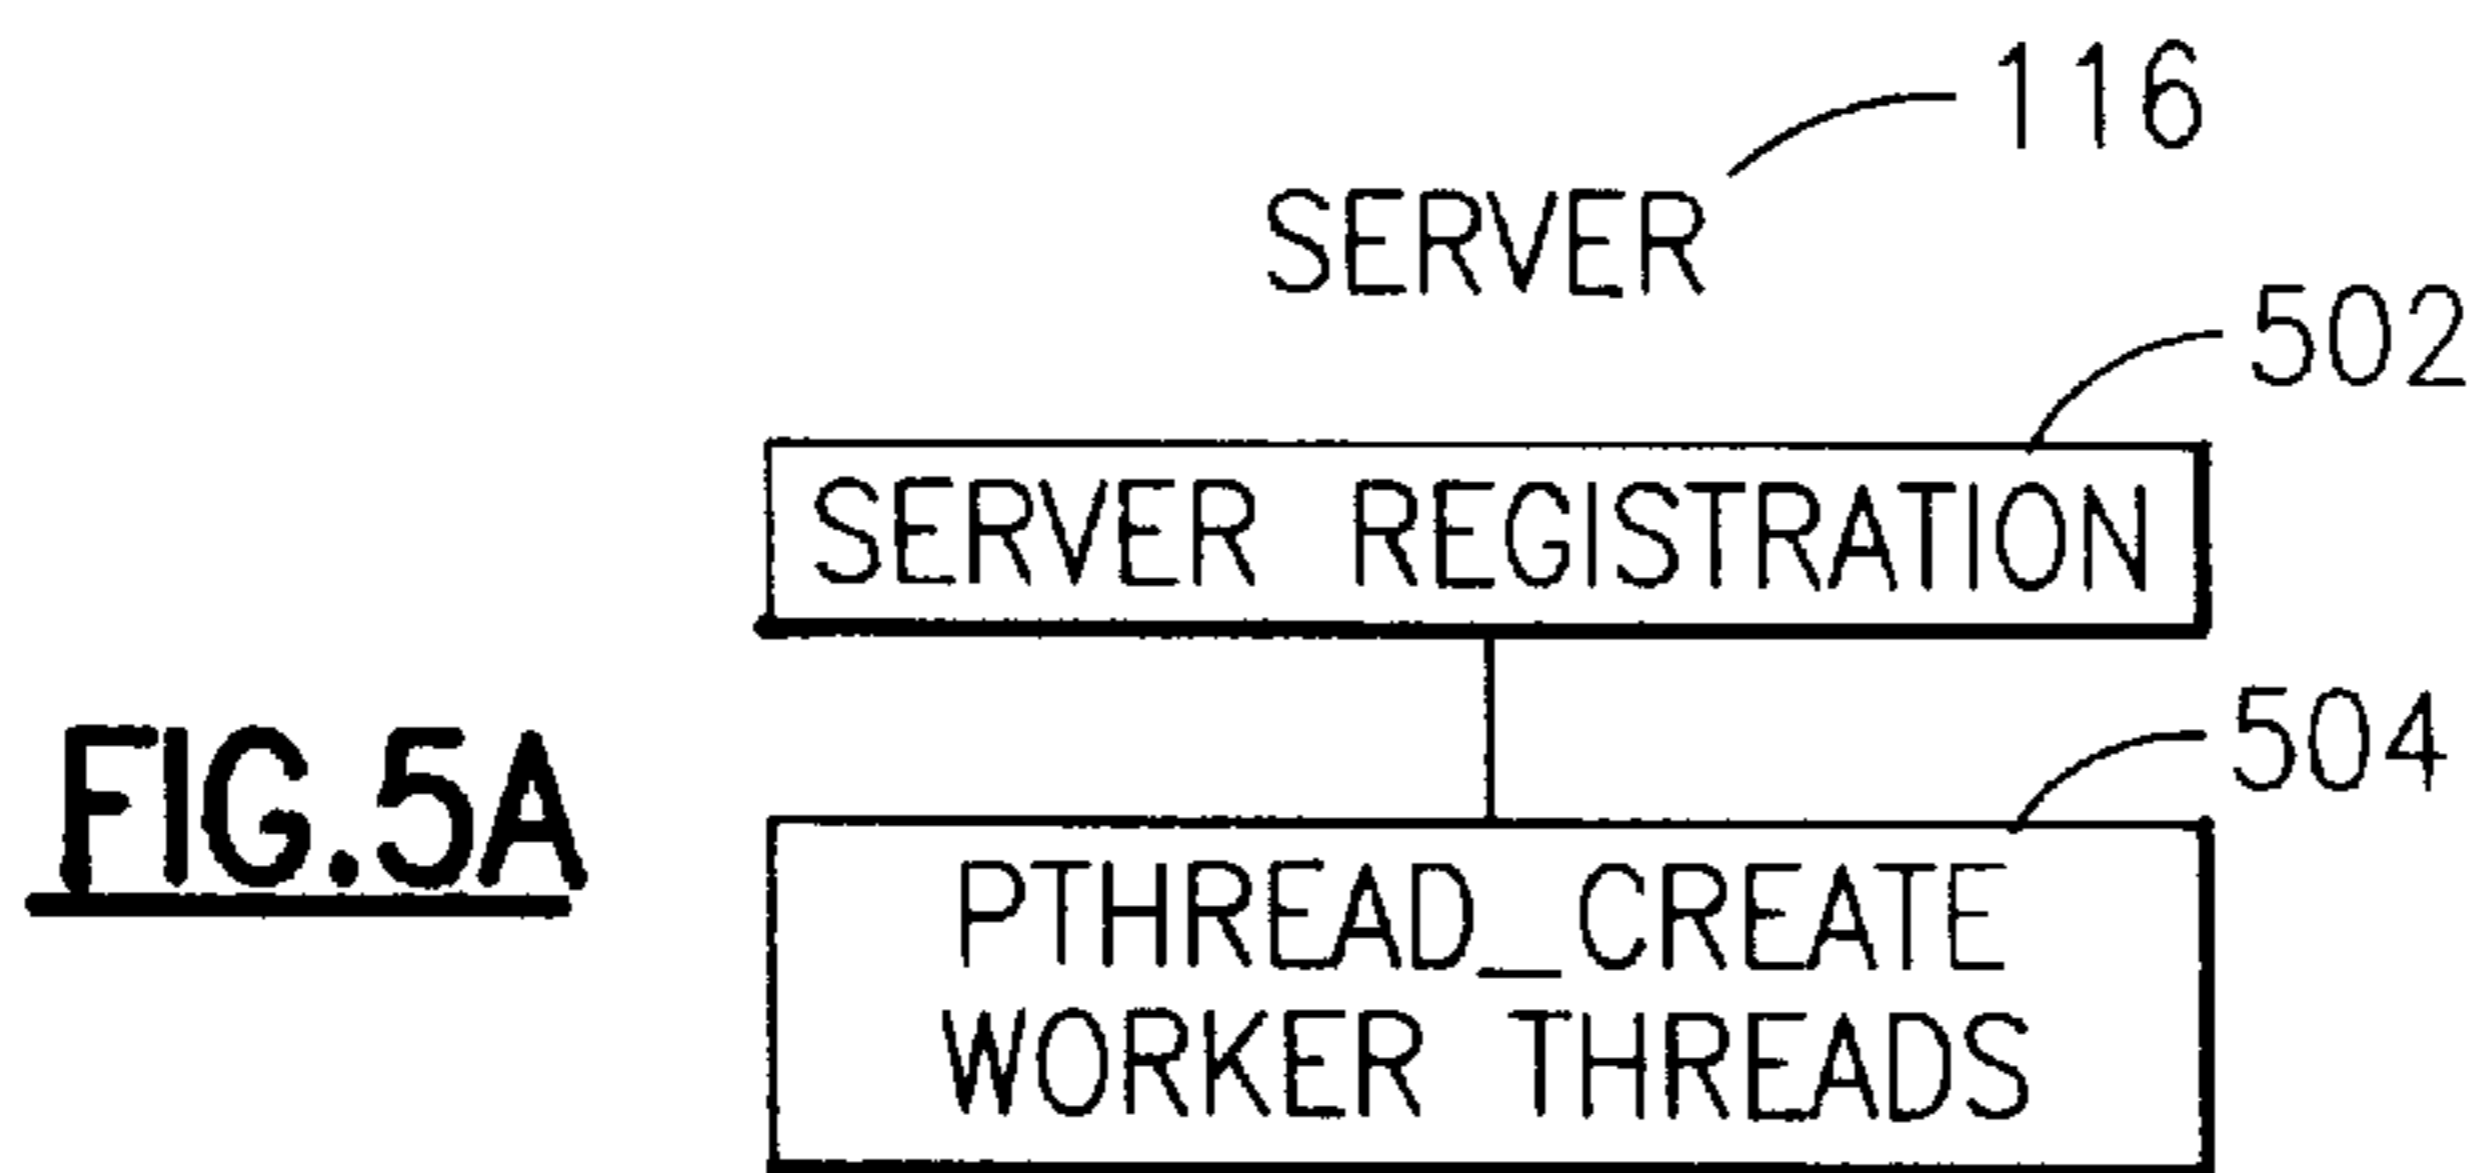 116
SERVER
502
SERVER REGISTRATION
504
FIG.5A
PTHREAD_CREATE
WORKER THREADS